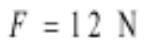 F = 12 N